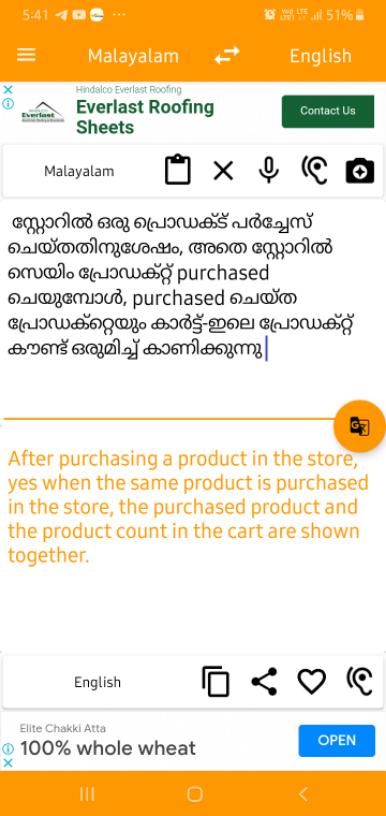 5:41 ... Vo) LTE LTE1 51%
Malayalam English
Hindalco Everlast Roofing
Everlast Roofing
Sheets
Contact Us
Everlast
Malayalam
സ്റ്റോറിൽ ഒരു പ്രൊഡക്ട് പർച്ചേസ്
ചെയ്തതിനുശേഷം, അതെ സ്റ്റോറിൽ
സെയിം പ്രോഡക്റ്റ് purchased
ചെയുമ്പോൾ, purchased ചെയ്ത
പ്രോഡക്റ്റെയും കാർട്ട്-ഇലെ പ്രോഡക്റ്റ്
കൗണ്ട് ഒരുമിച്ച് കാണിക്കുന്നു
After purchasing a product in the store,
yes when the same product is purchased
in the store, the purchased product and
the product count in the cart are shown
together.
English
Elite Chakki Atta
100% whole wheat
OPEN